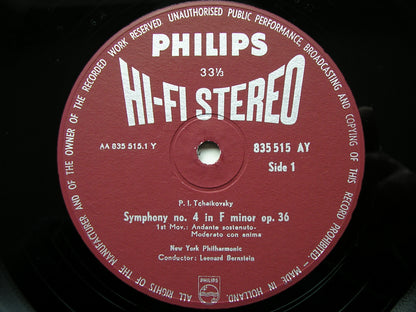 ALL RIGHTS OF THE MANUFACTURER AND OF THE OWNER OF THE RECORDED WORK RESERVED. UNAUTHORISED PUBLIC PERFORMANCE, BROADCASTING AND COPYING OF THIS RECORD PROHIBITED. – MADE IN HOLLAND.
PHILIPS
33⅓
HI-FI STEREO
AA 835 515.1 Y
835 515 AY
Side 1
P. I. Tchaikovsky
Symphony no. 4 in F minor op. 36
1st Mov.: Andante sostenuto-
Moderato con anima
New York Philharmonic
Conductor: Leonard Bernstein
PHILIPS